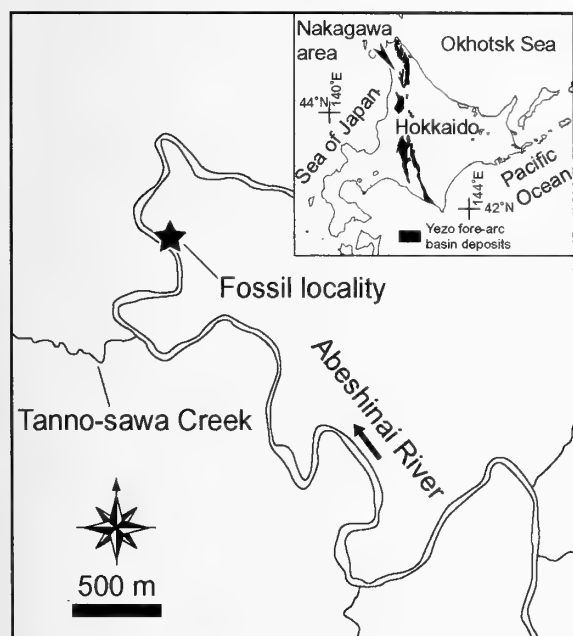 Nakagawa
area
Okhotsk Sea
44°N
140°E
Sea of Japan
Hokkaido
Pacific
Ocean
144°E
42°N
Yezo fore-arc
basin deposits
Fossil locality
Tanno-sawa Creek
Abeshinai River
500 m